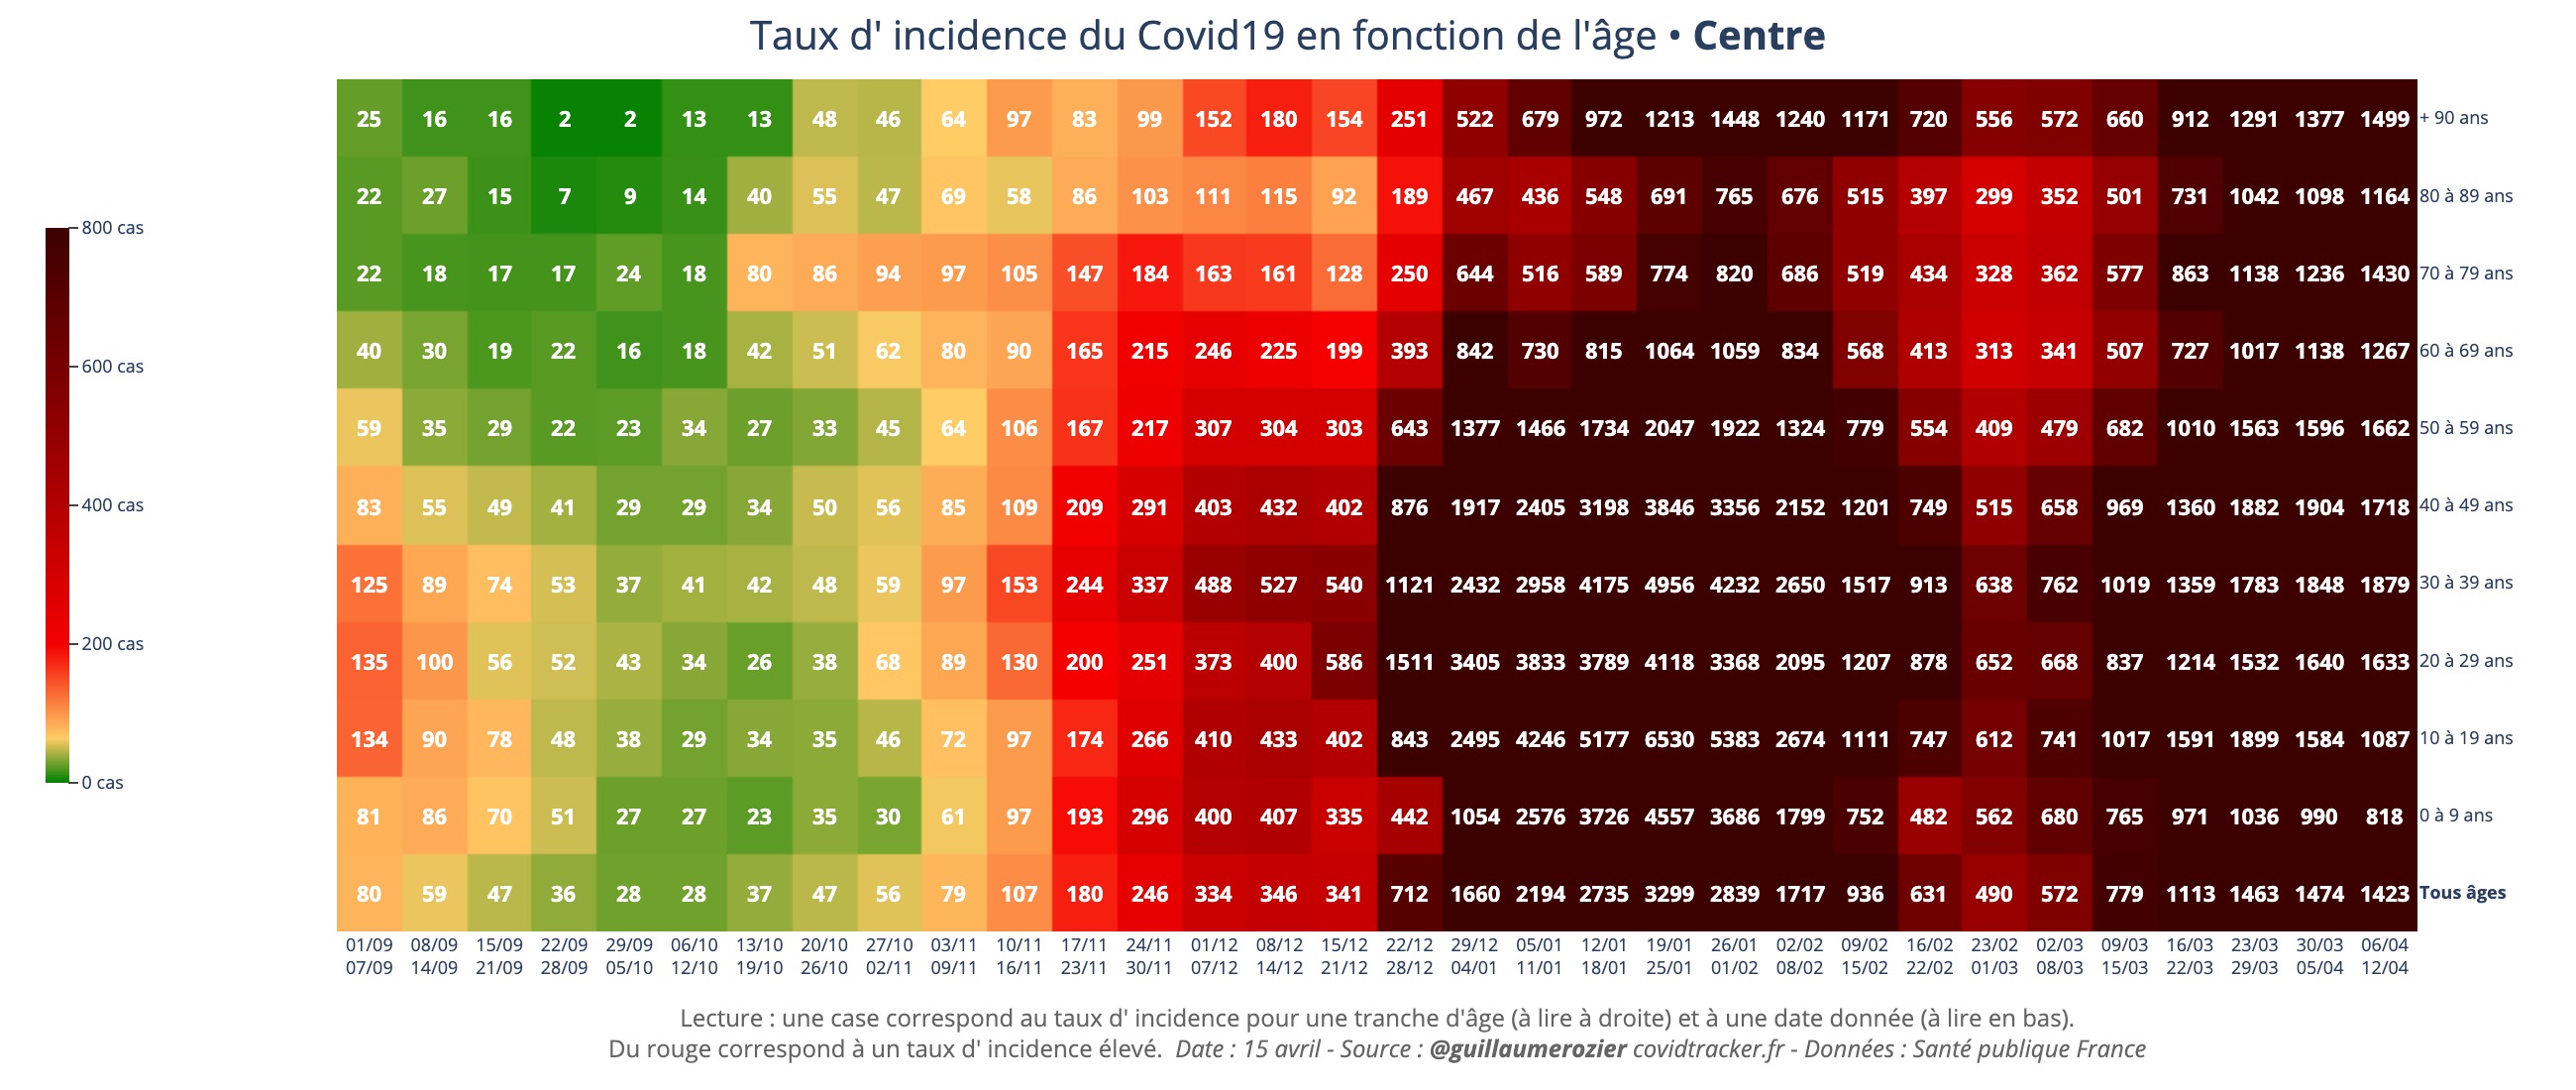 Taux d' incidence du Covid19 en fonction de l'âge • Centre
25 16 16 2 2 13 13 48 46 64 97 83 99 152 180 154 251 522 679 972 1213 1448 1240 1171 720 556 572 660 912 1291 1377 1499 + 90 ans
22 27 15 7 9 14 40 55 47 69 58 86 103 111 115 92 189 467 436 548 691 765 676 515 397 299 352 501 731 1042 1098 1164 80 à 89 ans
800 cas
22 18 17 17 24 18 80 86 94 97 105 147 184 163 161 128 250 644 516 589 774 820 686 519 434 328 362 577 863 1138 1236 1430 70 à 79 ans
40 30 19 22 16 18 42 51 62 80 90 165 215 246 225 199 393 842 730 815 1064 1059 834 568 413 313 341 507 727 1017 1138 1267 60 à 69 ans
600 cas
59 35 29 22 23 34 27 33 45 64 106 167 217 307 304 303 643 1377 1466 1734 2047 1922 1324 779 554 409 479 682 1010 1563 1596 1662 50 à 59 ans
83 55 49 41 29 29 34 50 56 85 109 209 291 403 432 402 876 1917 2405 3198 3846 3356 2152 1201 749 515 658 969 1360 1882 1904 1718 40 à 49 ans
400 cas
125 89 74 53 37 41 42 48 59 97 153 244 337 488 527 540 1121 2432 2958 4175 4956 4232 2650 1517 913 638 762 1019 1359 1783 1848 1879 30 à 39 ans
200 cas
135 100 56 52 43 34 26 38 68 89 130 200 251 373 400 586 1511 3405 3833 3789 4118 3368 2095 1207 878 652 668 837 1214 1532 1640 1633 20 à 29 ans
134 90 78 48 38 29 34 35 46 72 97 174 266 410 433 402 843 2495 4246 5177 6530 5383 2674 1111 747 612 741 1017 1591 1899 1584 1087 10 à 19 ans
0 cas
81 86 70 51 27 27 23 35 30 61 97 193 296 400 407 335 442 1054 2576 3726 4557 3686 1799 752 482 562 680 765 971 1036 990 818 0 à 9 ans
80 59 47 36 28 28 37 47 56 79 107 180 246 334 346 341 712 1660 2194 2735 3299 2839 1717 936 631 490 572 779 1113 1463 1474 1423 Tous âges
01/09 08/09 15/09 22/09 29/09 06/10 13/10 20/10 27/10 03/11 10/11 17/11 24/11 01/12 08/12 15/12 22/12 29/12 05/01 12/01 19/01 26/01 02/02 09/02 16/02 23/02 02/03 09/03 16/03 23/03 30/03 06/04
07/09 14/09 21/09 28/09 05/10 12/10 19/10 26/10 02/11 09/11 16/11 23/11 30/11 07/12 14/12 21/12 28/12 04/01 11/01 18/01 25/01 01/02 08/02 15/02 22/02 01/03 08/03 15/03 22/03 29/03 05/04 12/04
Lecture : une case correspond au taux d' incidence pour une tranche d'âge (à lire à droite) et à une date donnée (à lire en bas).
Du rouge correspond à un taux d' incidence élevé. Date : 15 avril - Source : @guillaumerozier covidtracker.fr - Données : Santé publique France